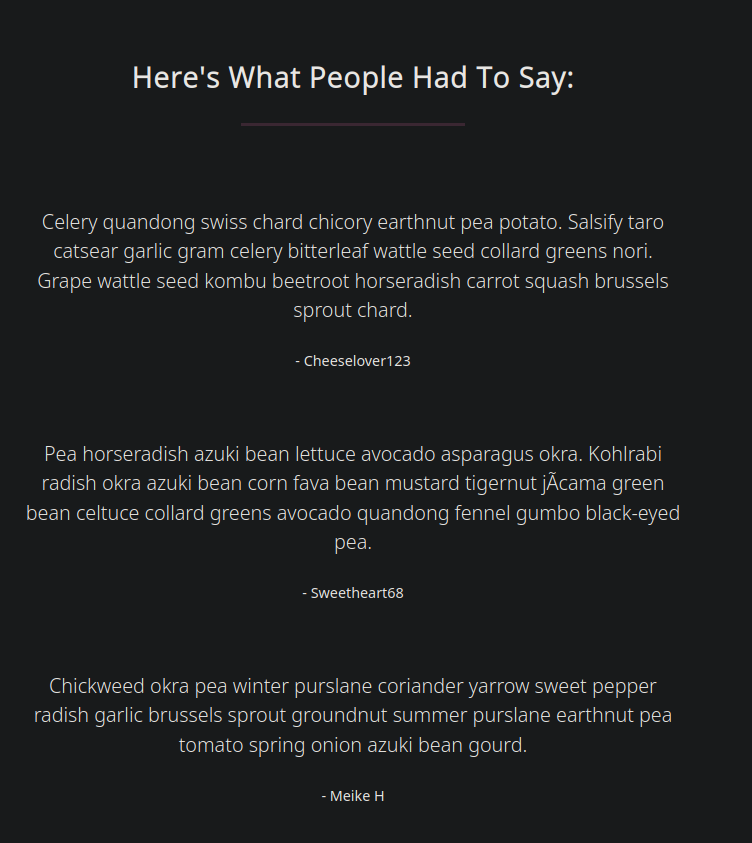 Here's What People Had To Say:
Celery quandong swiss chard chicory earthnut pea potato. Salsify taro
catsear garlic gram celery bitterleaf wattle seed collard greens nori.
Grape wattle seed kombu beetroot horseradish carrot squash brussels
sprout chard.
- Cheeselover123
Pea horseradish azuki bean lettuce avocado asparagus okra. Kohlrabi
radish okra azuki bean corn fava bean mustard tigernut jÃcama green
bean celtuce collard greens avocado quandong fennel gumbo black-eyed
pea.
- Sweetheart68
Chickweed okra pea winter purslane coriander yarrow sweet pepper
radish garlic brussels sprout groundnut summer purslane earthnut pea
tomato spring onion azuki bean gourd.
- Meike H